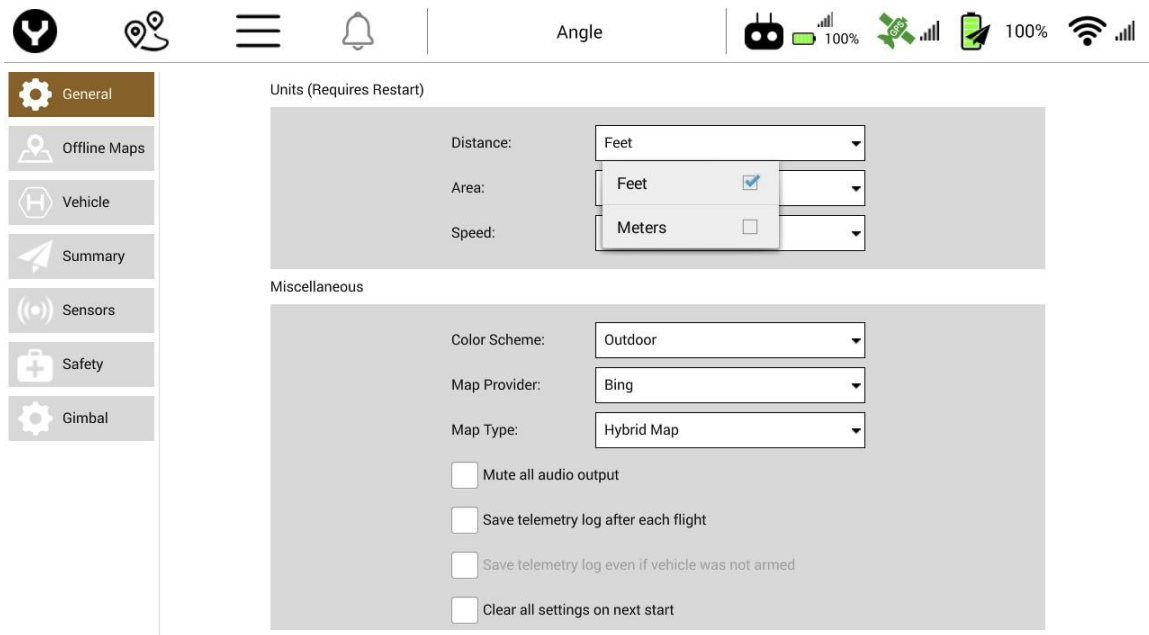 Angle
100%
GPS
100%
General
Offline Maps
Vehicle
Summary
Sensors
Safety
Gimbal
Units (Requires Restart)
Distance: Feet
Feet
Meters
Area:
Speed:
Miscellaneous
Color Scheme: Outdoor
Map Provider: Bing
Map Type: Hybrid Map
Mute all audio output
Save telemetry log after each flight
Save telemetry log even if vehicle was not armed
Clear all settings on next start